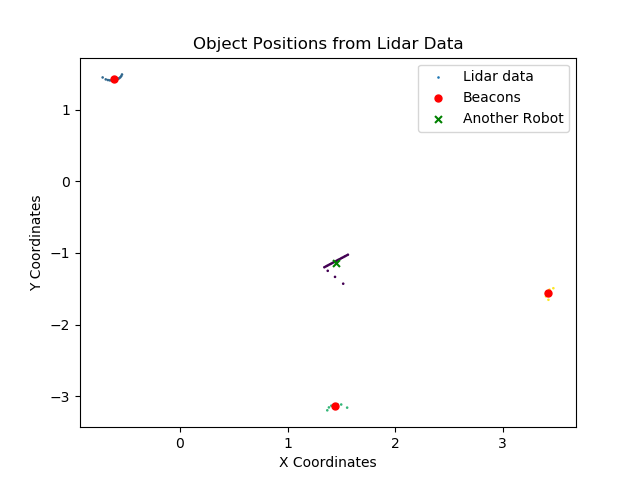 Object Positions from Lidar Data
Lidar data
Beacons
Another Robot
1
0
−1
−2
−3
Y Coordinates
0
1
2
3
X Coordinates